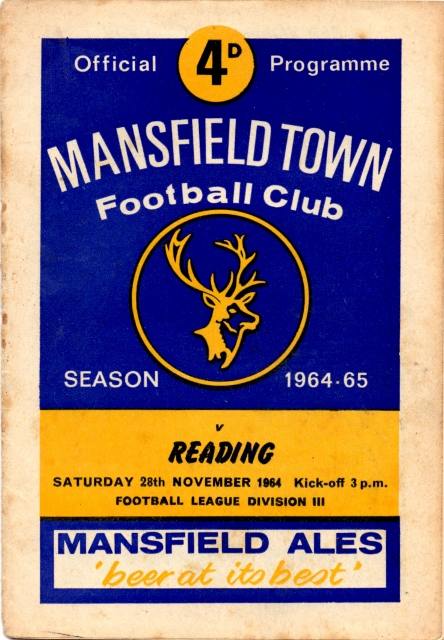 4D
Official Programme
MANSFIELD TOWN
Football Club
SEASON 1964-65
v
READING
SATURDAY 28th NOVEMBER 1964 Kick-off 3 p.m.
FOOTBALL LEAGUE DIVISION III
MANSFIELD ALES
'beer at its best'